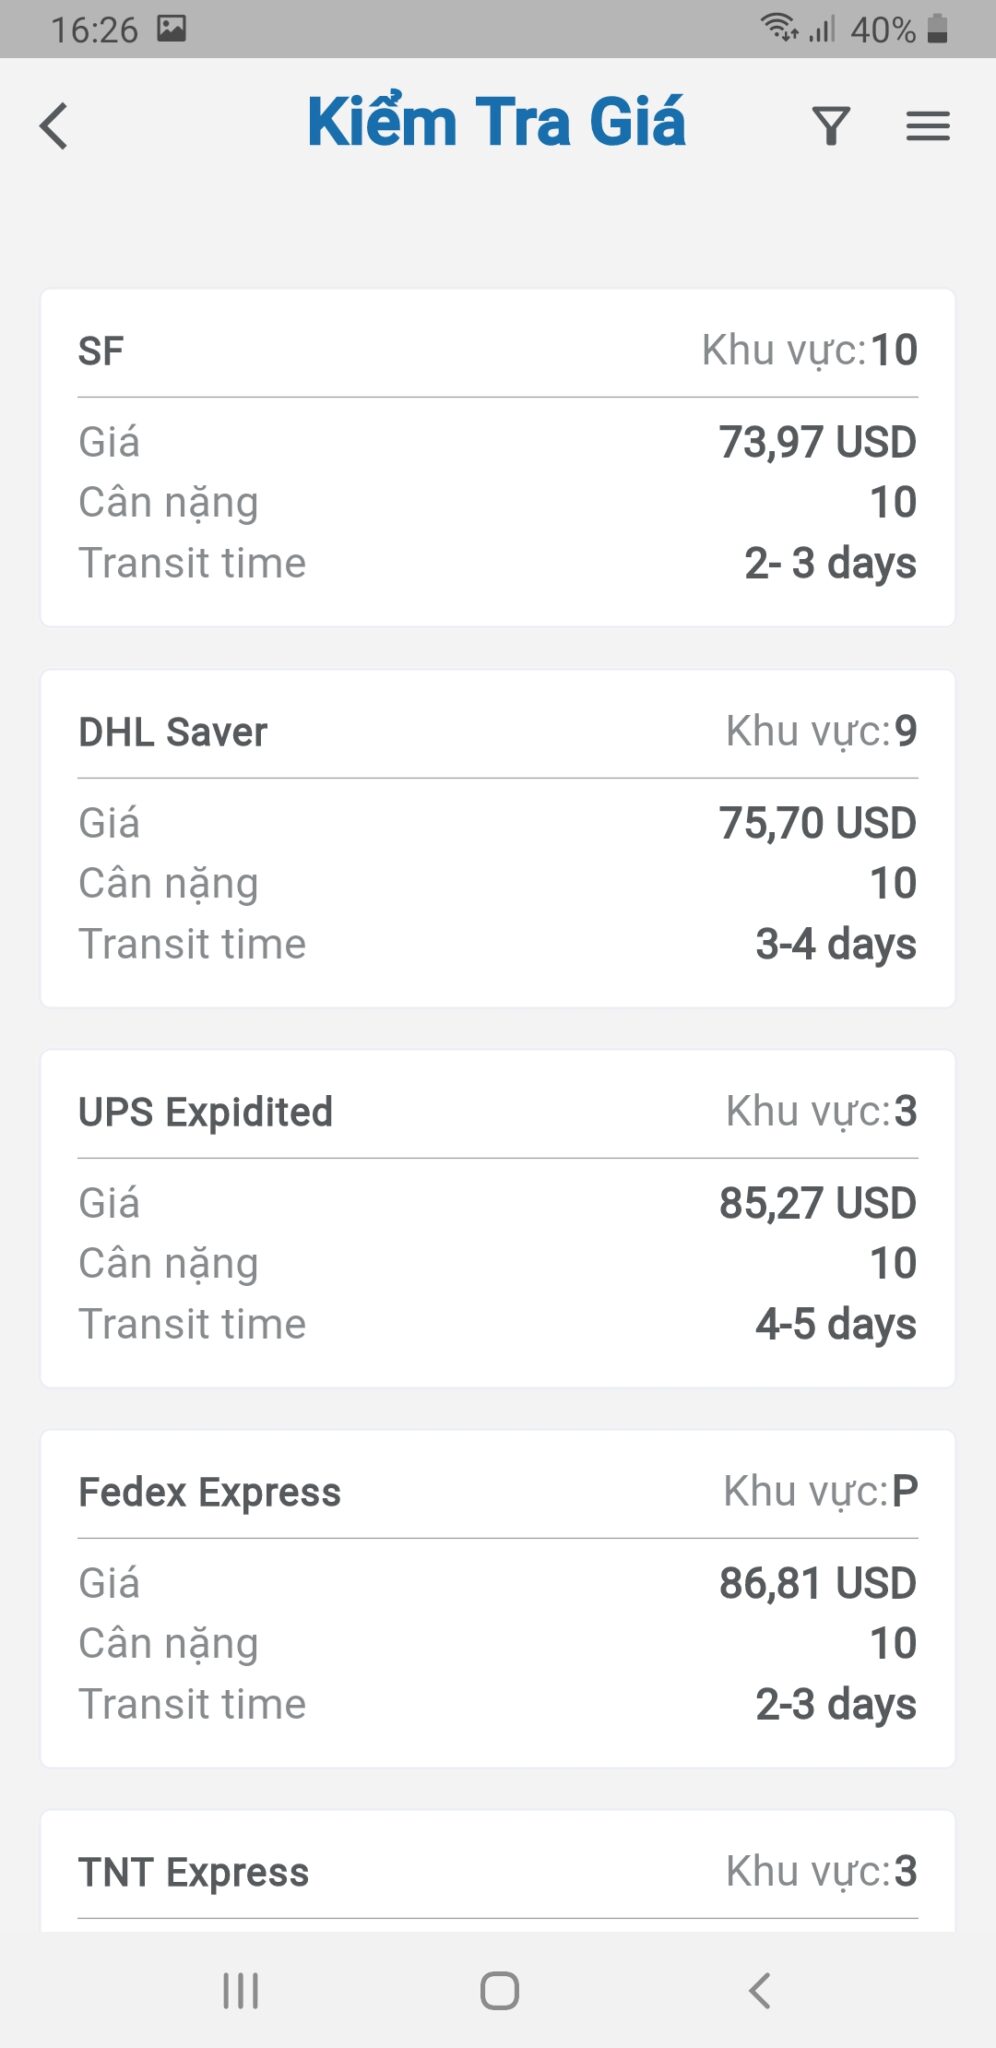 16:26 40%
Kiểm Tra Giá
SF Khu vực:10
Giá 73,97 USD
Cân nặng 10
Transit time 2- 3 days
DHL Saver Khu vực:9
Giá 75,70 USD
Cân nặng 10
Transit time 3-4 days
UPS Expidited Khu vực:3
Giá 85,27 USD
Cân nặng 10
Transit time 4-5 days
Fedex Express Khu vực:P
Giá 86,81 USD
Cân nặng 10
Transit time 2-3 days
TNT Express Khu vực:3